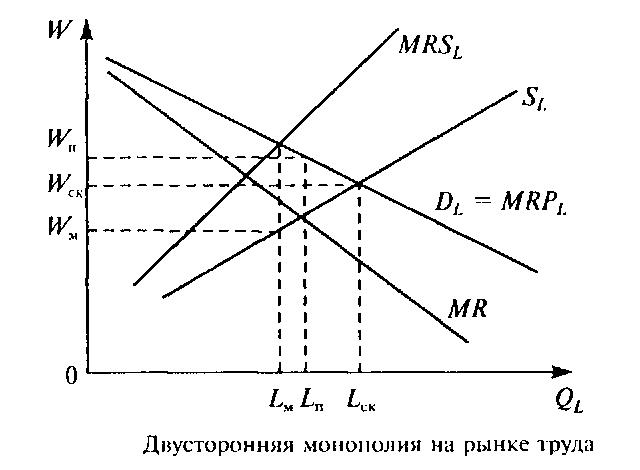 W
MRS_L
S_L
W_п
W_ск
D_L = MRP_L
W_м
MR
0
L_м L_п L_ск Q_L
Двусторонняя монополия на рынке труда